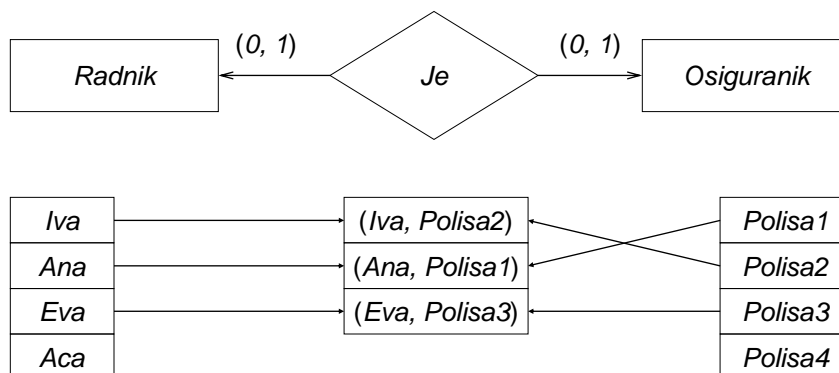 (0, 1) (0, 1)
Radnik Je Osiguranik
Iva (Iva, Polisa2) Polisa1
Ana (Ana, Polisa1) Polisa2
Eva (Eva, Polisa3) Polisa3
Aca Polisa4